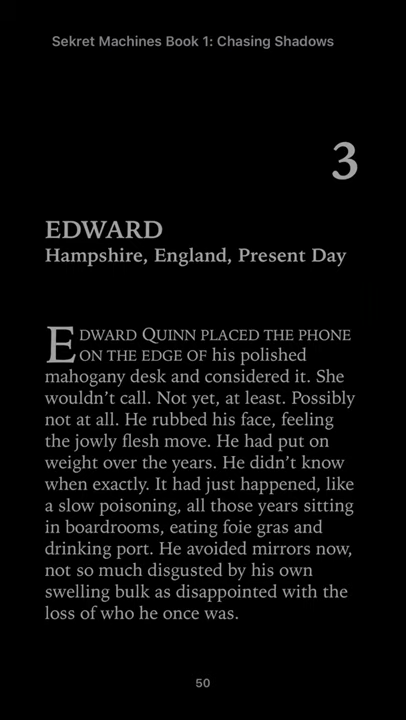 Sekret Machines Book 1: Chasing Shadows
3
EDWARD
Hampshire, England, Present Day
EDWARD QUINN PLACED THE PHONE
ON THE EDGE OF his polished
mahogany desk and considered it. She
wouldn’t call. Not yet, at least. Possibly
not at all. He rubbed his face, feeling
the jowly flesh move. He had put on
weight over the years. He didn’t know
when exactly. It had just happened, like
a slow poisoning, all those years sitting
in boardrooms, eating foie gras and
drinking port. He avoided mirrors now,
not so much disgusted by his own
swelling bulk as disappointed with the
loss of who he once was.
50